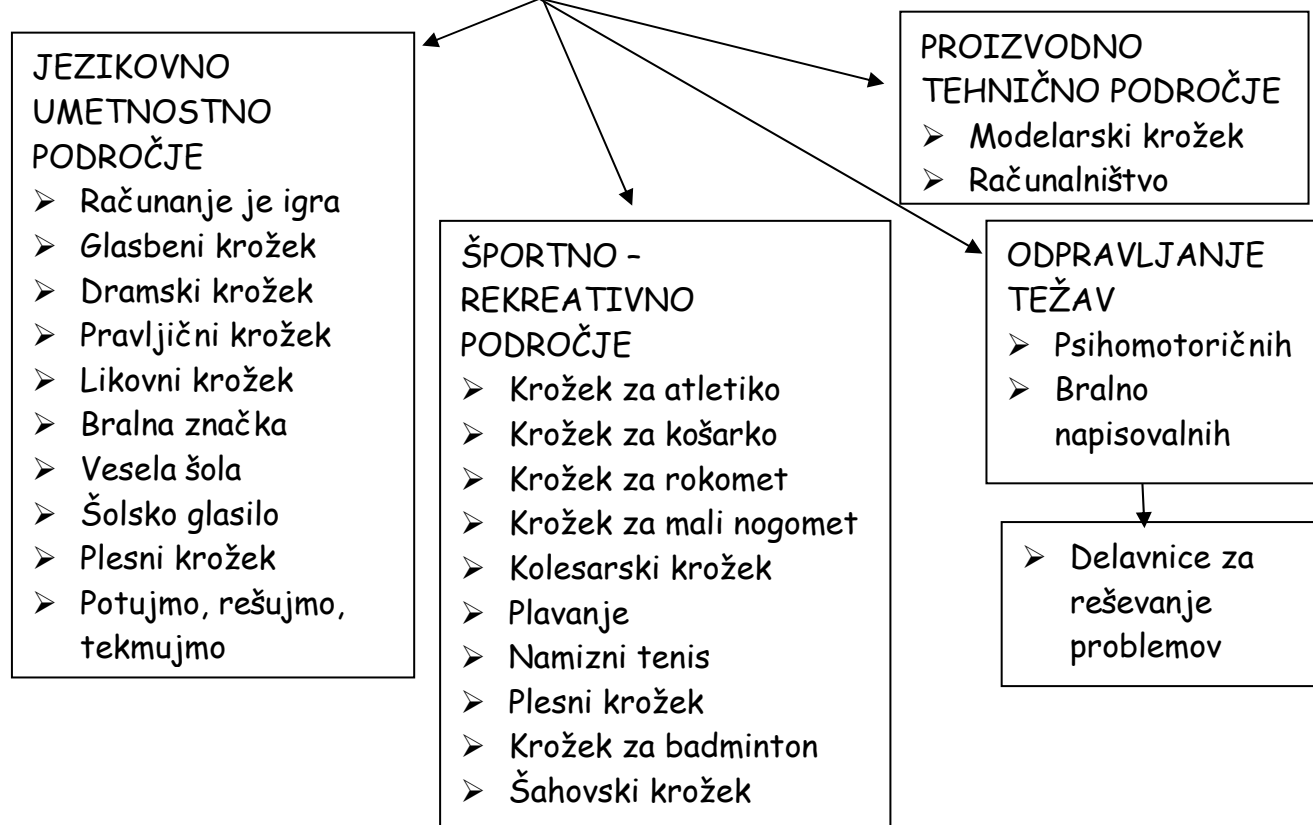 JEZIKOVNO
UMETNOSTNO
PODROČJE
➢ Računanje je igra
➢ Glasbeni krožek
➢ Dramski krožek
➢ Pravljični krožek
➢ Likovni krožek
➢ Bralna značka
➢ Vesela šola
➢ Šolsko glasilo
➢ Plesni krožek
➢ Potujmo, rešujmo,
tekmujmo
ŠPORTNO –
REKREATIVNO
PODROČJE
➢ Krožek za atletiko
➢ Krožek za košarko
➢ Krožek za rokomet
➢ Krožek za mali nogomet
➢ Kolesarski krožek
➢ Plavanje
➢ Namizni tenis
➢ Plesni krožek
➢ Krožek za badminton
➢ Šahovski krožek
PROIZVODNO
TEHNIČNO PODROČJE
➢ Modelarski krožek
➢ Računalništvo
ODPRAVLJANJE
TEŽAV
➢ Psihomotoričnih
➢ Bralno
napisovalnih
➢ Delavnice za
reševanje
problemov